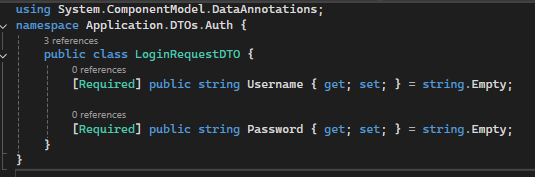 using System.ComponentModel.DataAnnotations;
namespace Application.DTOs.Auth {
3 references
public class LoginRequestDTO {
0 references
[Required] public string Username { get; set; } = string.Empty;
0 references
[Required] public string Password { get; set; } = string.Empty;
}
}